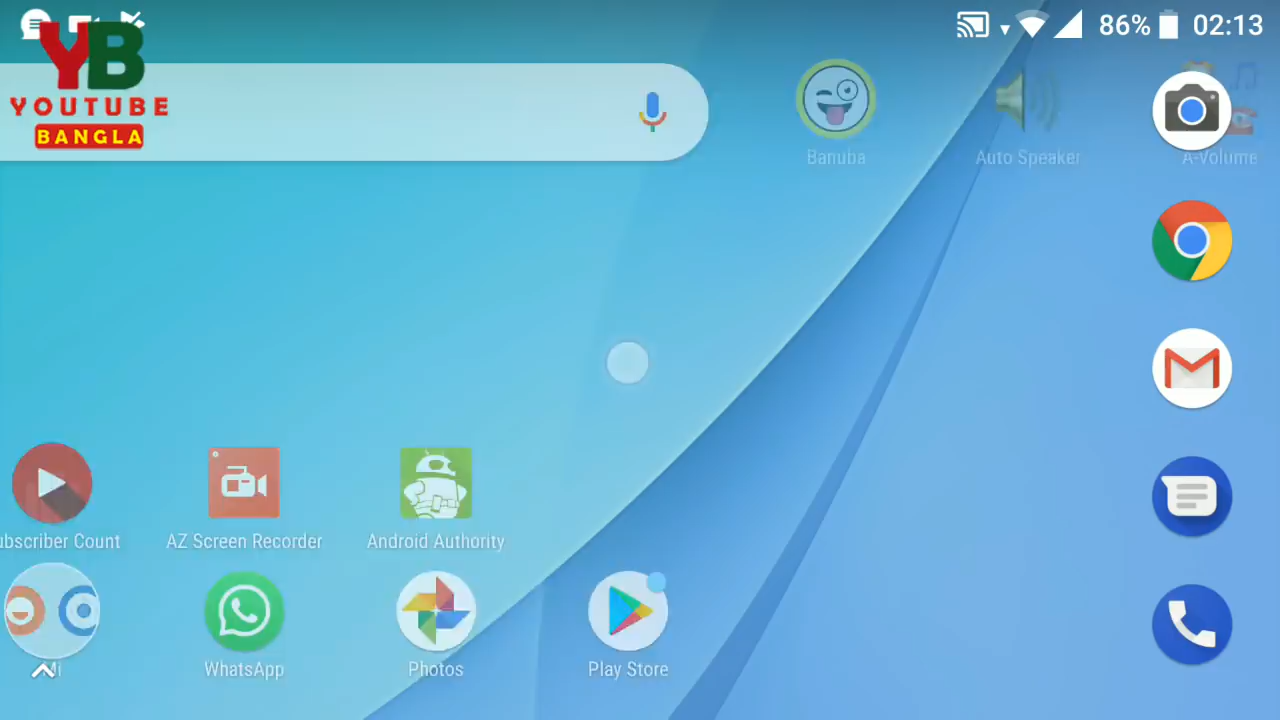 86% 02:13
YB
YOUTUBE
BANGLA
Banuba
Auto Speaker
A-Volume
ubscriber Count
AZ Screen Recorder
Android Authority
Mi
WhatsApp
Photos
Play Store